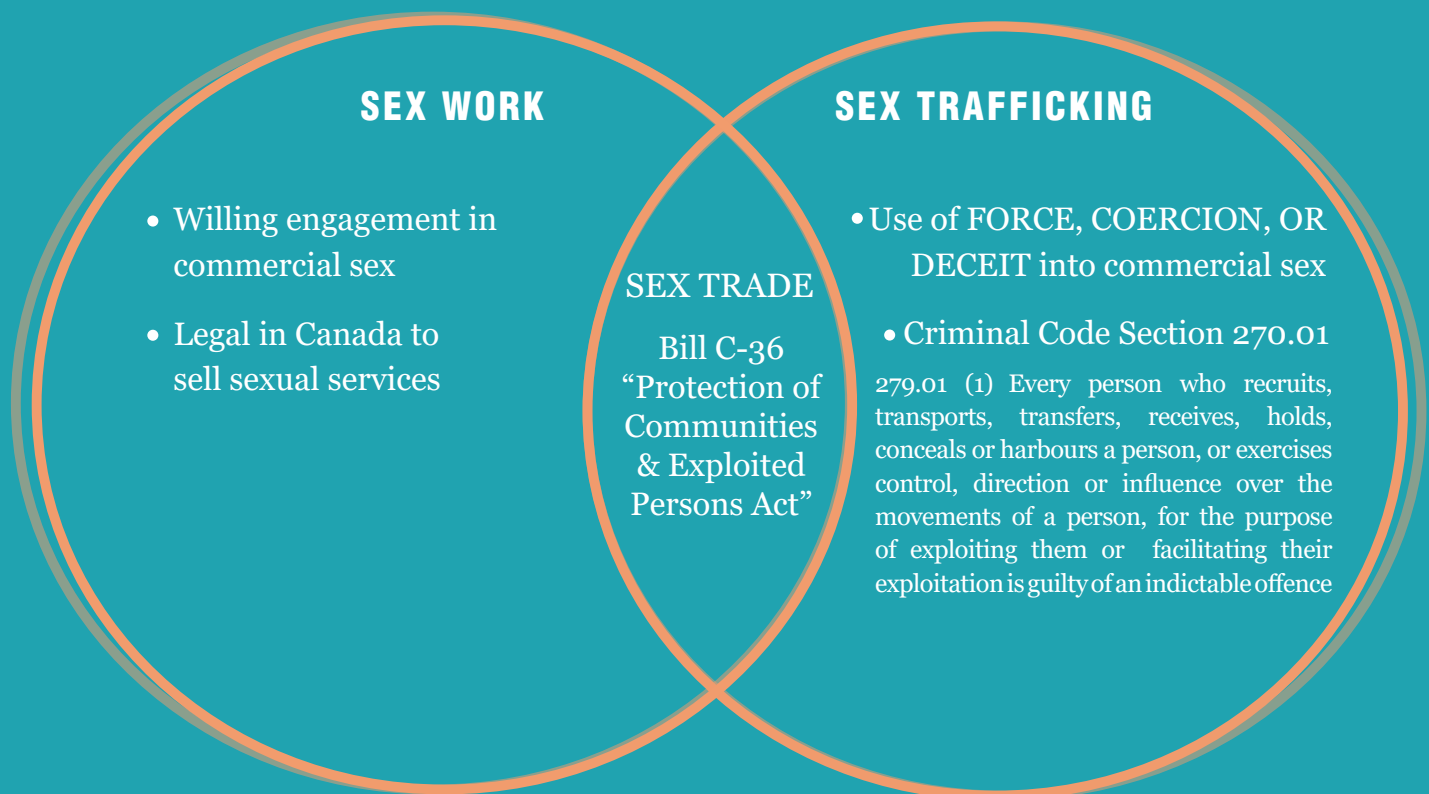 SEX WORK
• Willing engagement in
commercial sex
• Legal in Canada to
sell sexual services
SEX TRADE
Bill C-36
“Protection of
Communities
& Exploited
Persons Act”
SEX TRAFFICKING
• Use of FORCE, COERCION, OR
DECEIT into commercial sex
• Criminal Code Section 270.01
279.01 (1) Every person who recruits,
transports, transfers, receives, holds,
conceals or harbours a person, or exercises
control, direction or influence over the
movements of a person, for the purpose
of exploiting them or facilitating their
exploitation is guilty of an indictable offence